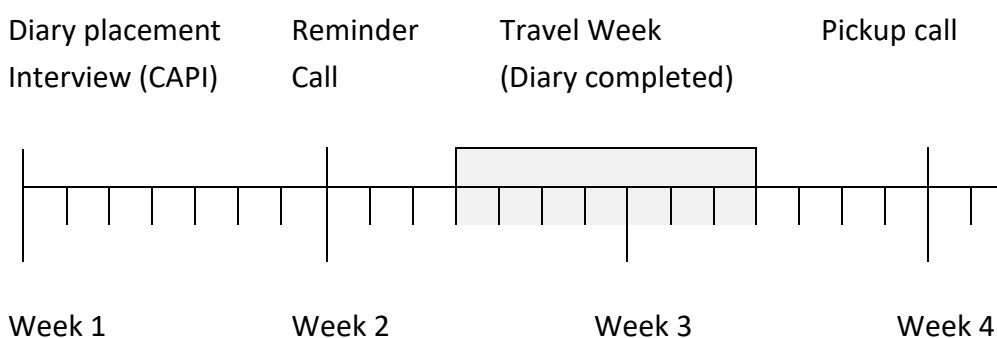 Diary placement Interview (CAPI)
Reminder Call
Travel Week (Diary completed)
Pickup call
Week 1
Week 2
Week 3
Week 4